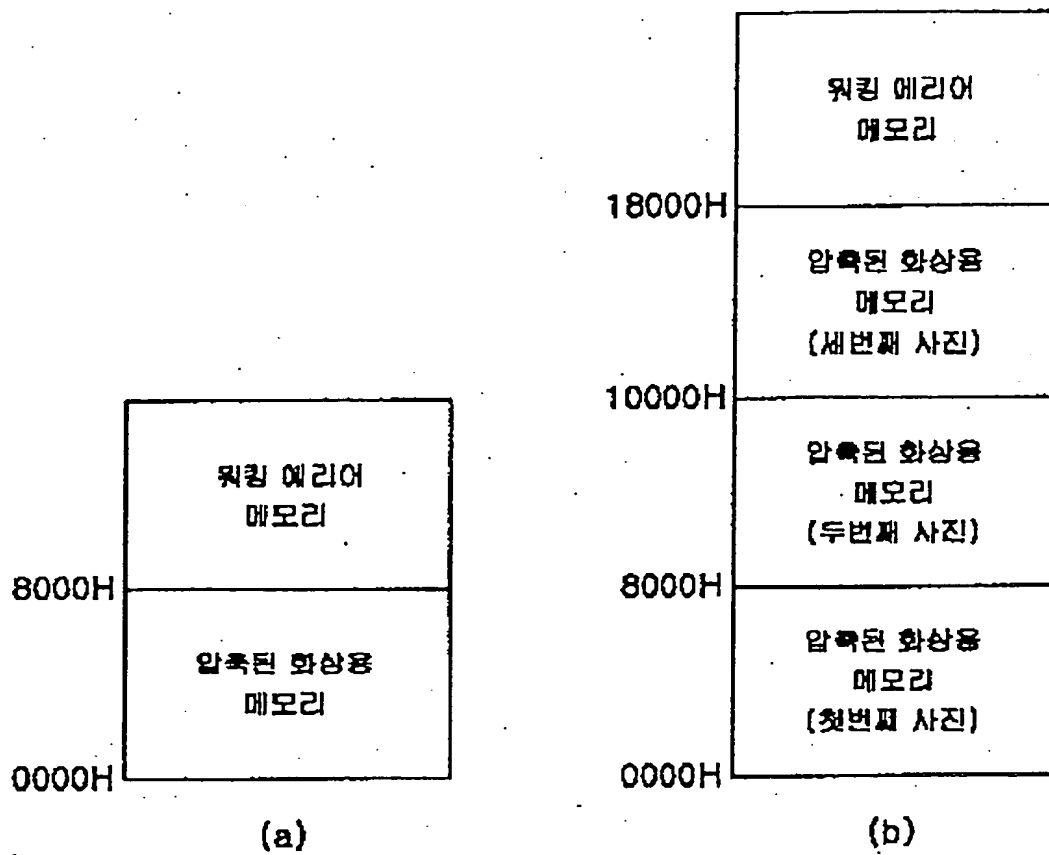 워킹 에리어
메모리
8000H
압축된 화상용
메모리
0000H
(a)
워킹 에리어
메모리
18000H
압축된 화상용
메모리
(세번째 사진)
10000H
압축된 화상용
메모리
(두번째 사진)
8000H
압축된 화상용
메모리
(첫번째 사진)
0000H
(b)